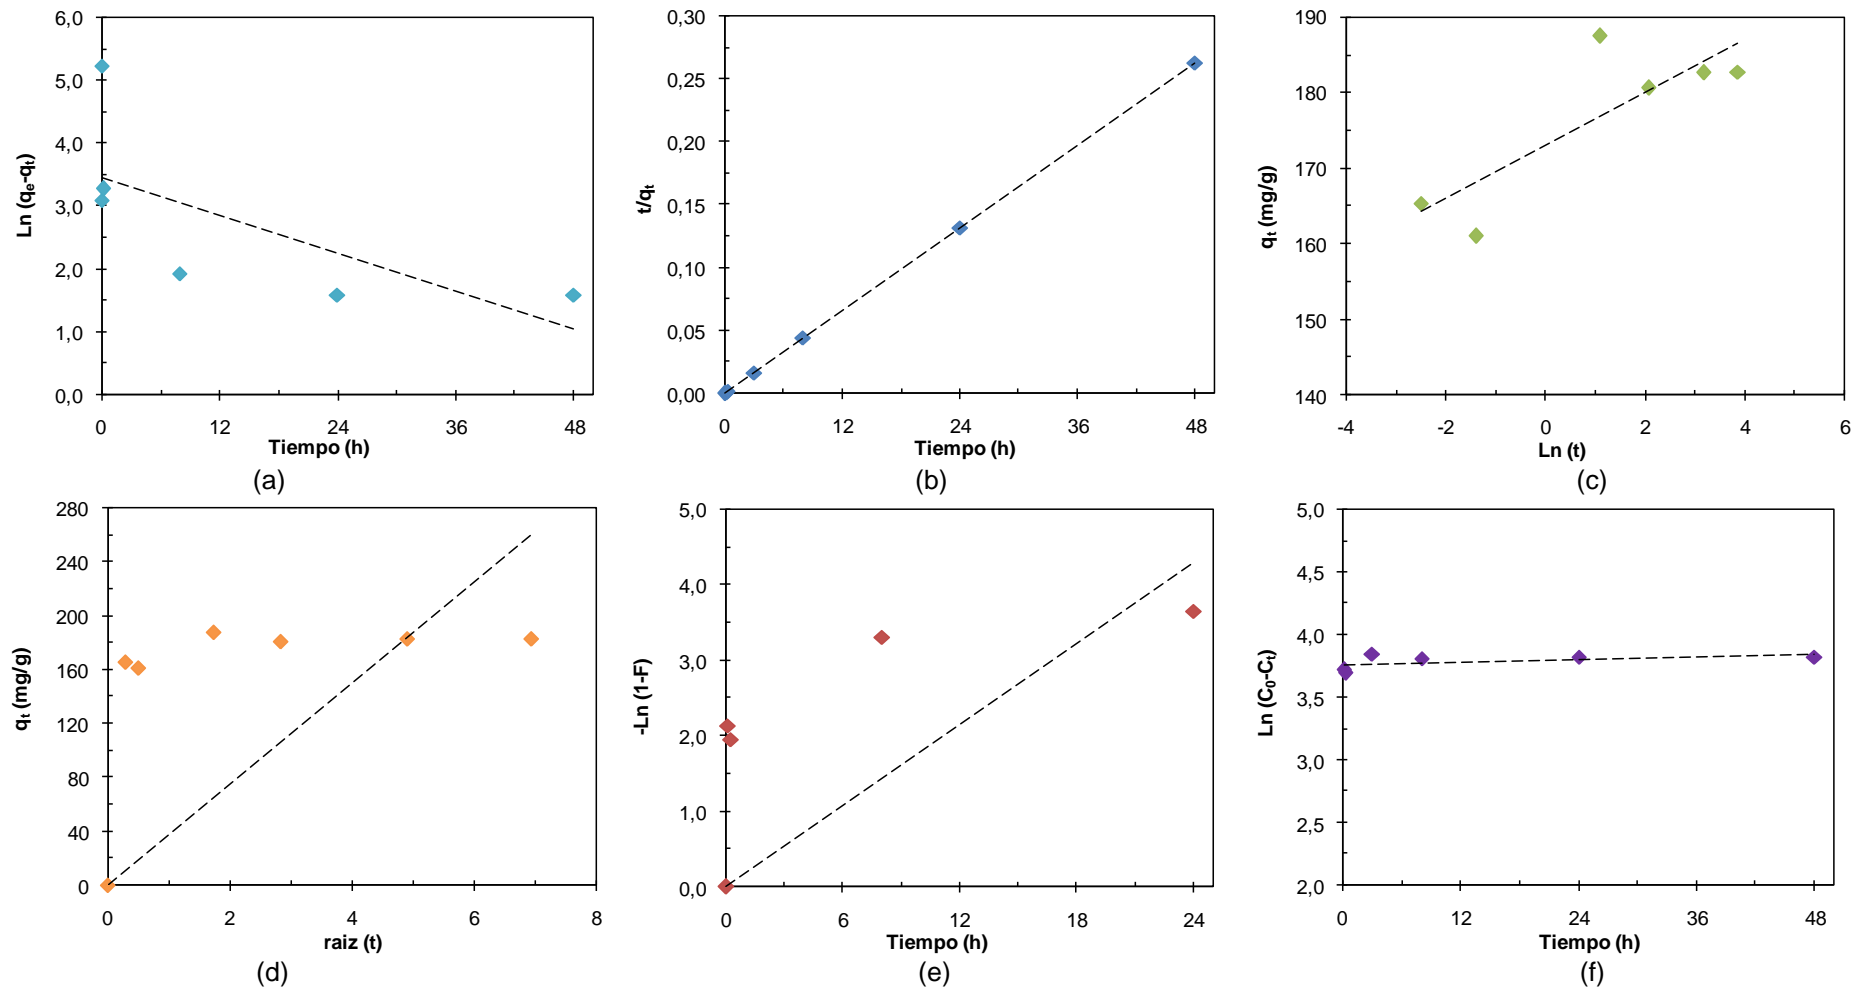 6,0
5,0
4,0
3,0
2,0
1,0
0,0
Ln (qₑ-qₜ)
0 12 24 36 48
Tiempo (h)
(a)
0,30
0,25
0,20
0,15
0,10
0,05
0,00
t/qₜ
0 12 24 36 48
Tiempo (h)
(b)
190
180
170
160
150
140
qₜ (mg/g)
-4 -2 0 2 4 6
Ln (t)
(c)
280
240
200
160
120
80
40
0
qₜ (mg/g)
0 2 4 6 8
raiz (t)
(d)
5,0
4,0
3,0
2,0
1,0
0,0
-Ln (1-F)
0 6 12 18 24
Tiempo (h)
(e)
5,0
4,5
4,0
3,5
3,0
2,5
2,0
Ln (C₀-Cₜ)
0 12 24 36 48
Tiempo (h)
(f)